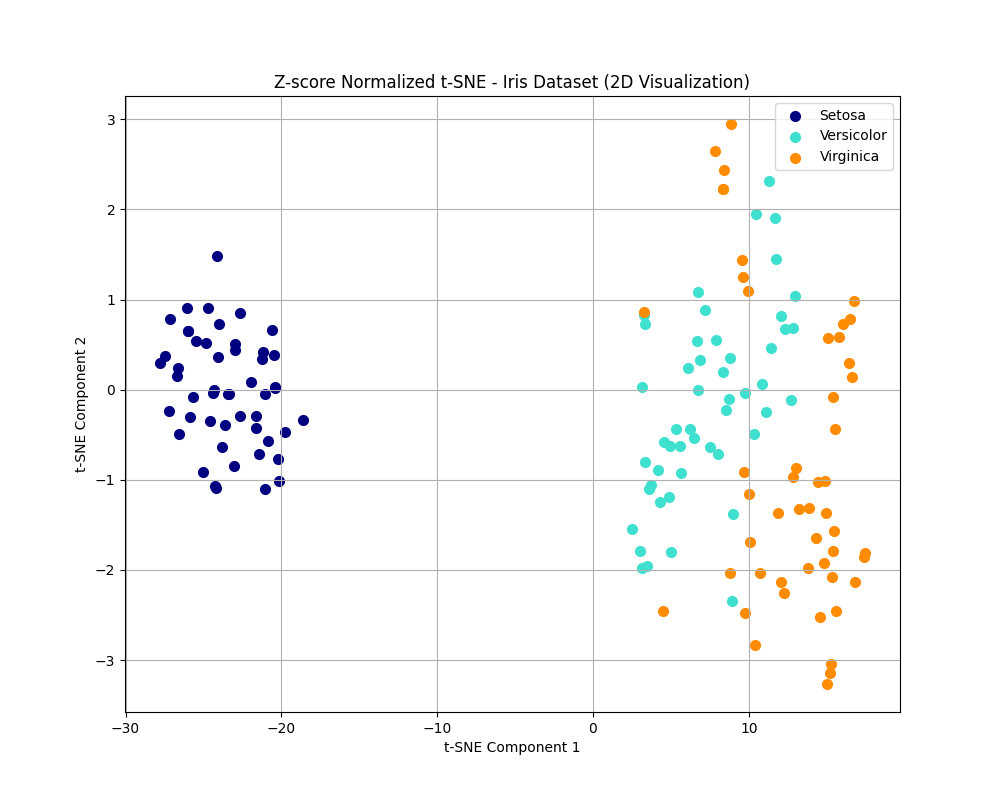 Z-score Normalized t-SNE - Iris Dataset (2D Visualization)
Setosa
Versicolor
Virginica
3
2
1
0
−1
−2
−3
t-SNE Component 2
−30
−20
−10
0
10
t-SNE Component 1